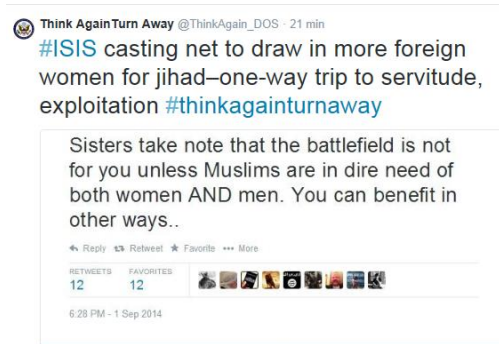 Think Again Turn Away @ThinkAgain_DOS · 21 min
#ISIS casting net to draw in more foreign
women for jihad–one-way trip to servitude,
exploitation #thinkagainturnaway
Sisters take note that the battlefield is not
for you unless Muslims are in dire need of
both women AND men. You can benefit in
other ways..
Reply Retweet Favorite More
RETWEETS FAVORITES
12 12
6:28 PM - 1 Sep 2014